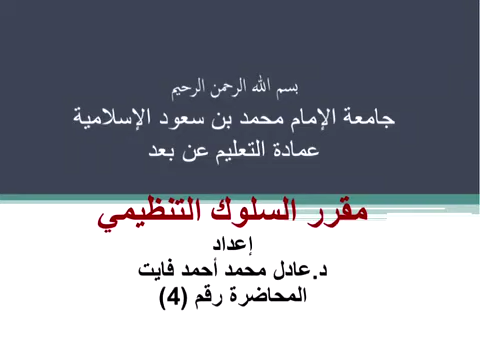 بسم الله الرحمن الرحيم
جامعة الإمام محمد بن سعود الإسلامية
عمادة التعليم عن بعد
مقرر السلوك التنظيمي
إعداد
د.عادل محمد أحمد فايت
المحاضرة رقم (4)